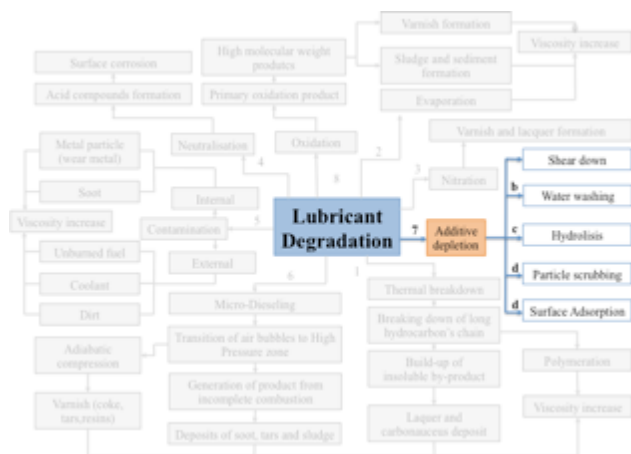 Varnish formation
High molecular weight
produtcs
Viscosity increase
Surface corrosion
Sludge and sediment
formation
Acid compounds formation
Primary oxidation product
Evaporation
Varnish and lacquer formation
Metal particle
(wear metal)
Neutralisation
Oxidation
2
4
8
3
Nitration
Shear down
Soot
Internal
b
Water washing
Viscosity increase
Contamination
5
Lubricant
Degradation
7
Additive
depletion
c
Hydrolisis
Unburned fuel
External
Coolant
6
1
d
Particle scrubbing
Dirt
Micro-Dieseling
Thermal breakdown
d
Surface Adsorption
Adiabatic
compression
Transition of air bubbles to High
Pressure zone
Breaking down of long
hydrocarbon's chain
Generation of product from
incomplete combustion
Build-up of
insolable by-product
Polymeration
Varnish (coke,
tars,resins)
Deposits of soot, tars and sludge
Laquer and
carbonauceus deposit
Viscosity increase